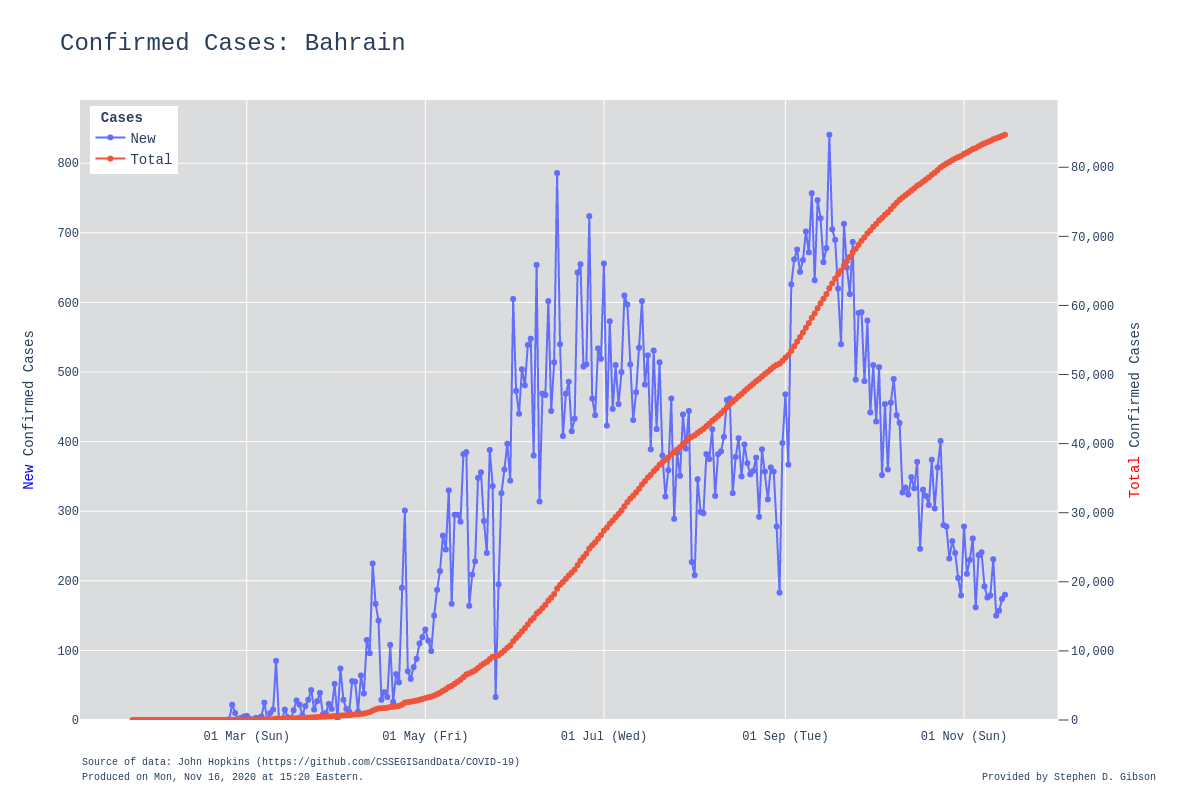 Confirmed Cases: Bahrain
Cases
New
Total
800
700
600
500
400
300
200
100
0
80,000
70,000
60,000
50,000
40,000
30,000
20,000
10,000
0
New Confirmed Cases
Total Confirmed Cases
01 Mar (Sun)
01 May (Fri)
01 Jul (Wed)
01 Sep (Tue)
01 Nov (Sun)
Source of data: John Hopkins (https://github.com/CSSEGISandData/COVID-19)
Produced on Mon, Nov 16, 2020 at 15:20 Eastern.
Provided by Stephen D. Gibson